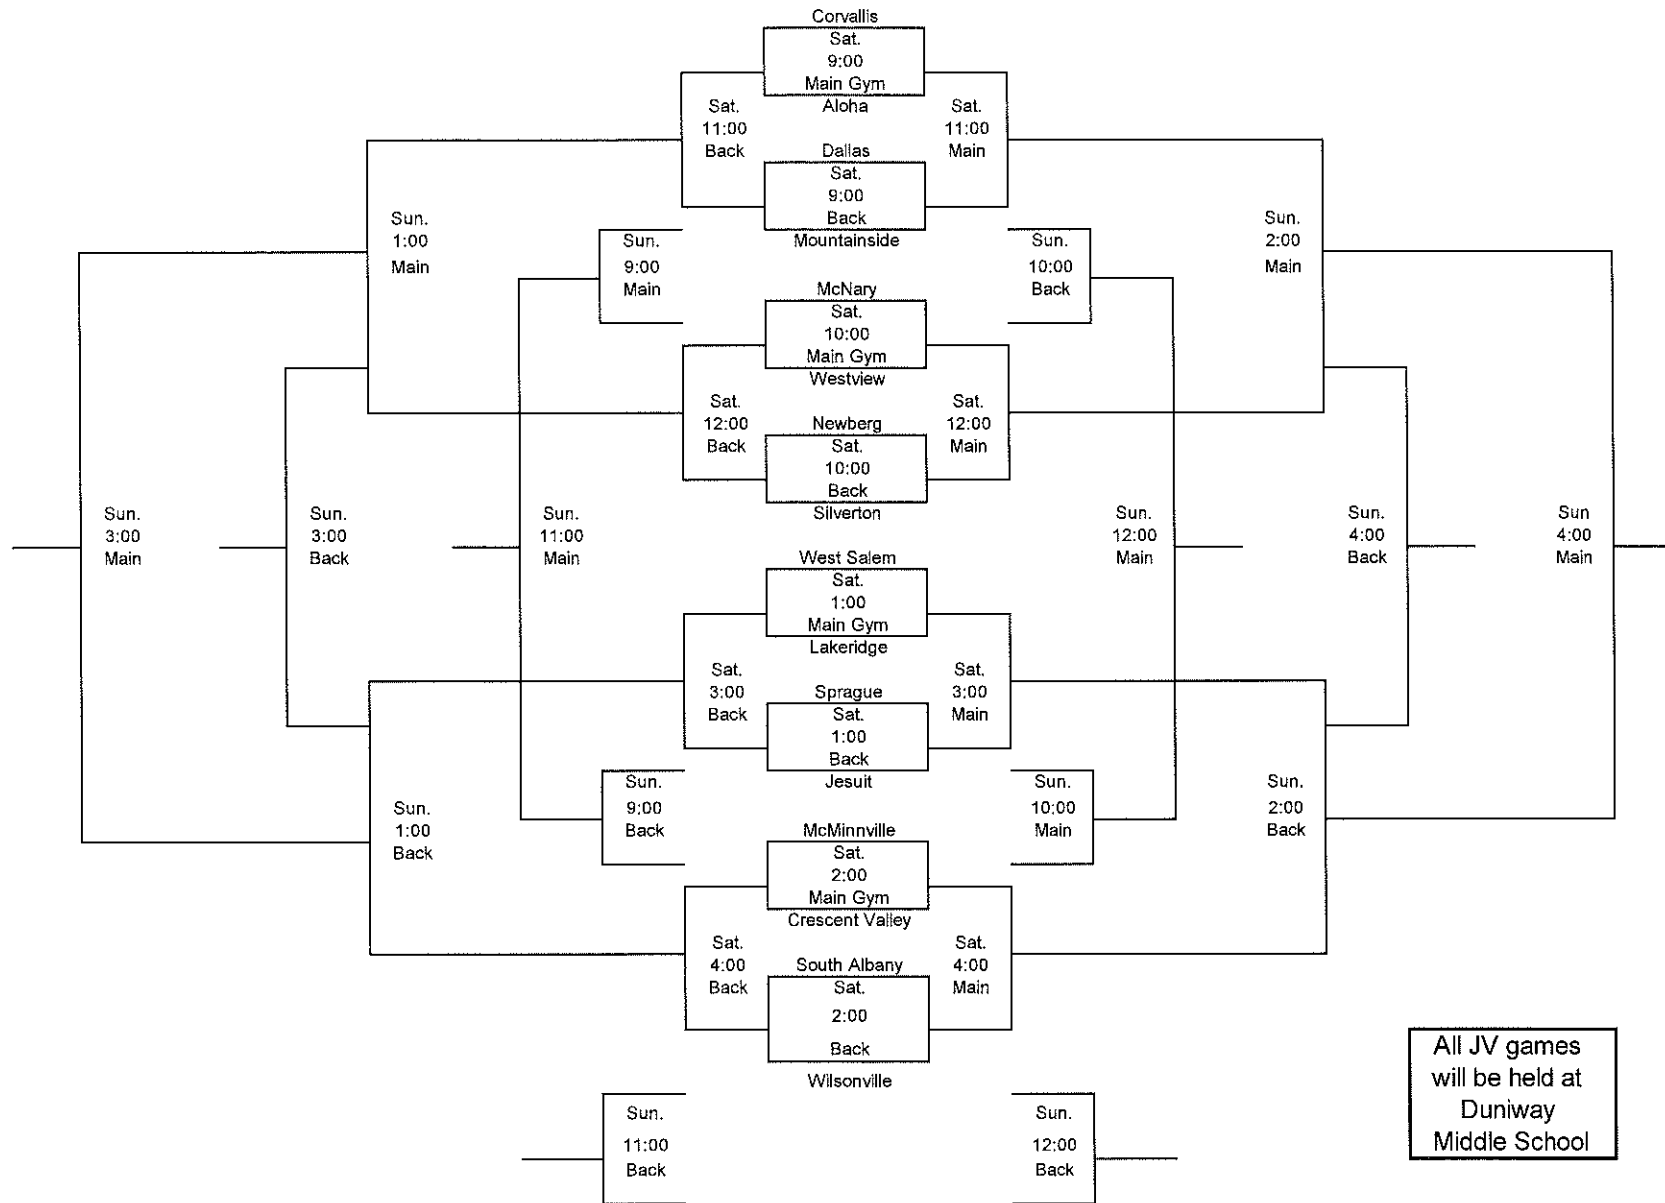 Corvallis
Sat.
9:00
Main Gym
Aloha
Sat.
11:00
Back
Sat.
11:00
Main
Dallas
Sat.
9:00
Back
Mountainside
Sun.
1:00
Main
Sun.
9:00
Main
Sun.
10:00
Back
Sun.
2:00
Main
McNary
Sat.
10:00
Main Gym
Westview
Sat.
12:00
Back
Sat.
12:00
Main
Newberg
Sat.
10:00
Back
Silverton
Sun.
3:00
Main
Sun.
3:00
Back
Sun.
11:00
Main
Sun.
12:00
Main
Sun.
4:00
Back
Sun
4:00
Main
West Salem
Sat.
1:00
Main Gym
Lakeridge
Sat.
3:00
Back
Sat.
3:00
Main
Sprague
Sat.
1:00
Back
Jesuit
Sun.
1:00
Back
Sun.
9:00
Back
Sun.
10:00
Main
Sun.
2:00
Back
McMinnville
Sat.
2:00
Main Gym
Crescent Valley
Sat.
4:00
Back
Sat.
4:00
Main
South Albany
Sat.
2:00
Back
Wilsonville
Sun.
11:00
Back
Sun.
12:00
Back
All JV games
will be held at
Duniway
Middle School